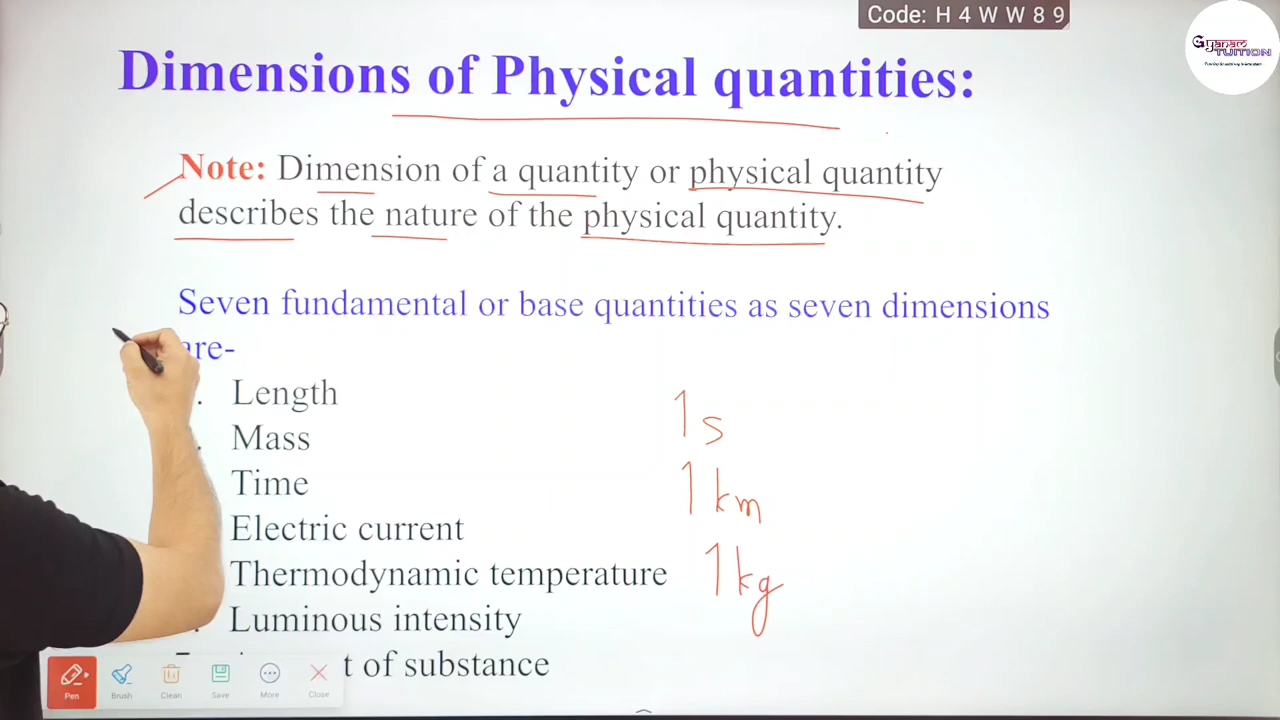 Code: H 4 W W 8 9
Gyanam
TUITION
Dimensions of Physical quantities:
Note: Dimension of a quantity or physical quantity
describes the nature of the physical quantity.
Seven fundamental or base quantities as seven dimensions
are-
Length
Mass
Time
Electric current
Thermodynamic temperature
Luminous intensity
t of substance
1 s
1 km
1 kg
Pen
Brush
Clean
Save
More
Close